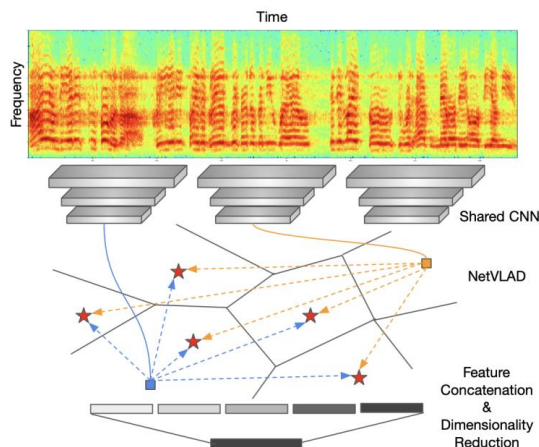 Time
Frequency
Shared CNN
NetVLAD
Feature
Concatenation
&
Dimensionality
Reduction